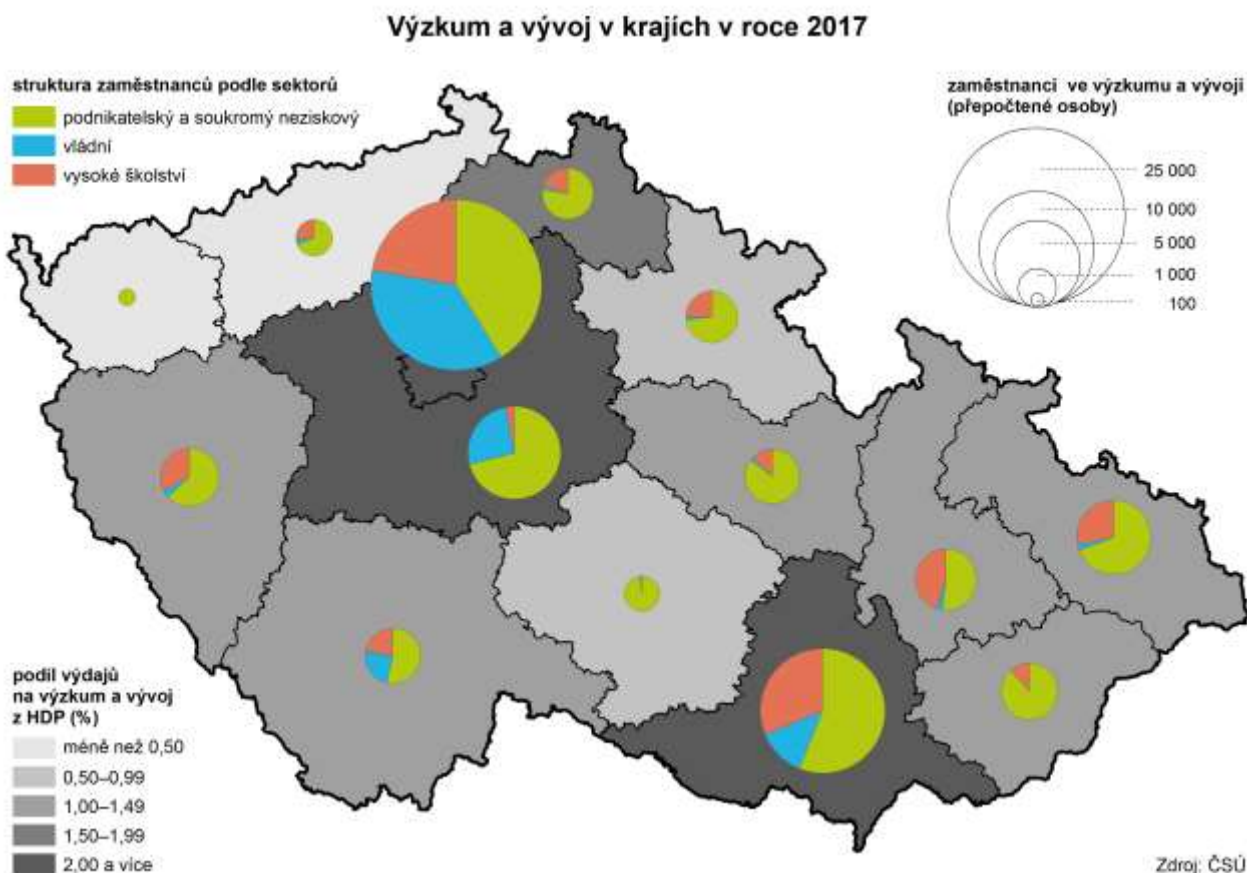 Výzkum a vývoj v krajích v roce 2017
struktura zaměstnanců podle sektorů
podnikatelský a soukromý neziskový
vládní
vysoké školství
zaměstnanci ve výzkumu a vývoji
(přepočtené osoby)
25 000
10 000
5 000
1 000
100
podíl výdajů
na výzkum a vývoj
z HDP (%)
méně než 0,50
0,50–0,99
1,00–1,49
1,50–1,99
2,00 a více
Zdroj: ČSÚ